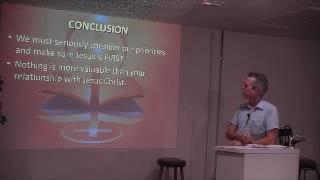 CONCLUSION
• We must seriously consider our priorities
and make sure Jesus is FIRST!
• Nothing is more valuable than your
relationship with Jesus Christ.